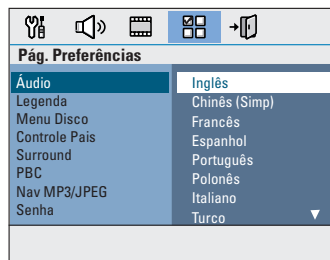 Pág. Preferências
Áudio
Legenda
Menu Disco
Controle Pais
Surround
PBC
Nav MP3/JPEG
Senha
Inglês
Chinês (Simp)
Francês
Espanhol
Português
Polonês
Italiano
Turco